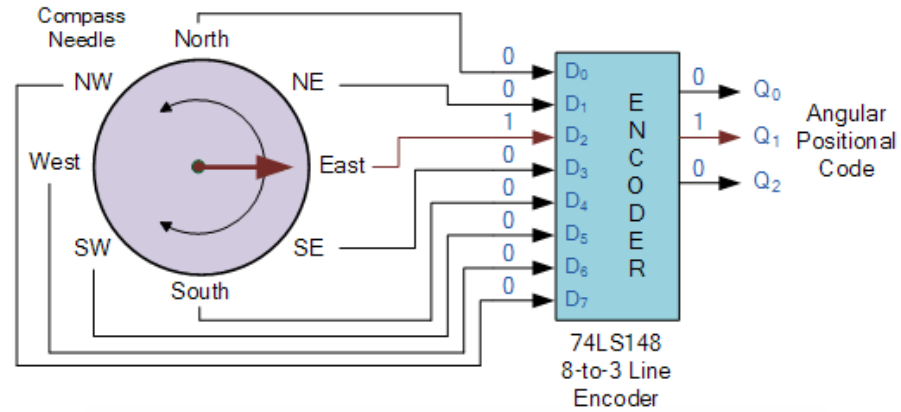 Compass
Needle
North
NW
NE
West
East
SW
SE
South
0
D₀
0
D₁
1
D₂
0
D₃
0
D₄
0
D₅
0
D₆
0
D₇
E
N
C
O
D
E
R
0
Q₀
1
Q₁
0
Q₂
Angular
Positional
Code
74LS148
8-to-3 Line
Encoder